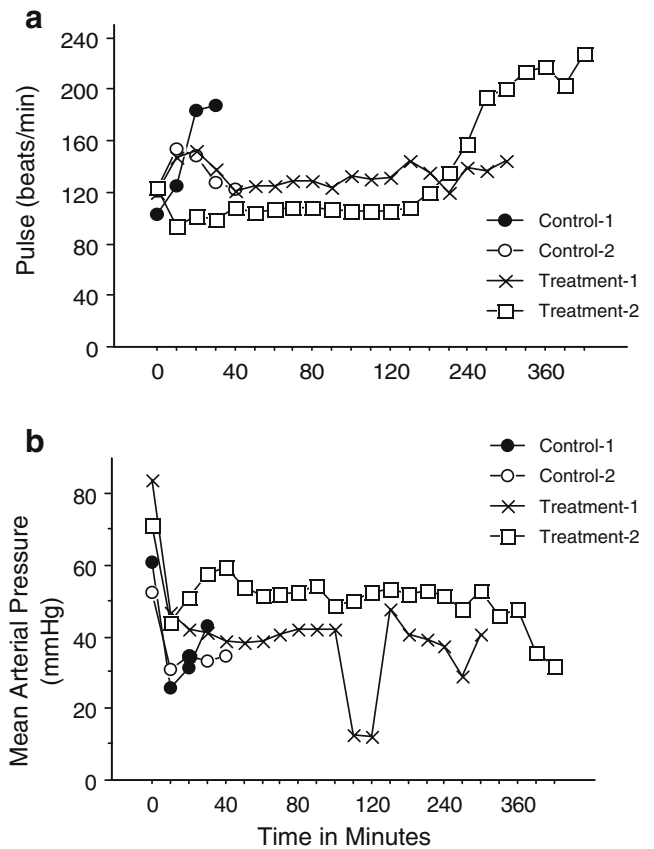 a
240
200
160
120
80
40
0
Pulse (beats/min)
Control-1
Control-2
Treatment-1
Treatment-2
0 40 80 120 240 360
b
Control-1
Control-2
Treatment-1
Treatment-2
80
60
40
20
0
Mean Arterial Pressure
(mmHg)
0 40 80 120 240 360
Time in Minutes